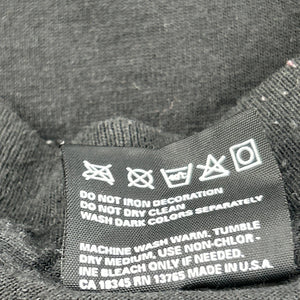 DO NOT IRON DECORATION
DO NOT DRY CLEAN
WASH DARK COLORS SEPARATELY
MACHINE WASH WARM. TUMBLE
DRY MEDIUM. USE NON-CHLOR-
INE BLEACH ONLY IF NEEDED.
CA 18345 RN 13765 MADE IN U.S.A.